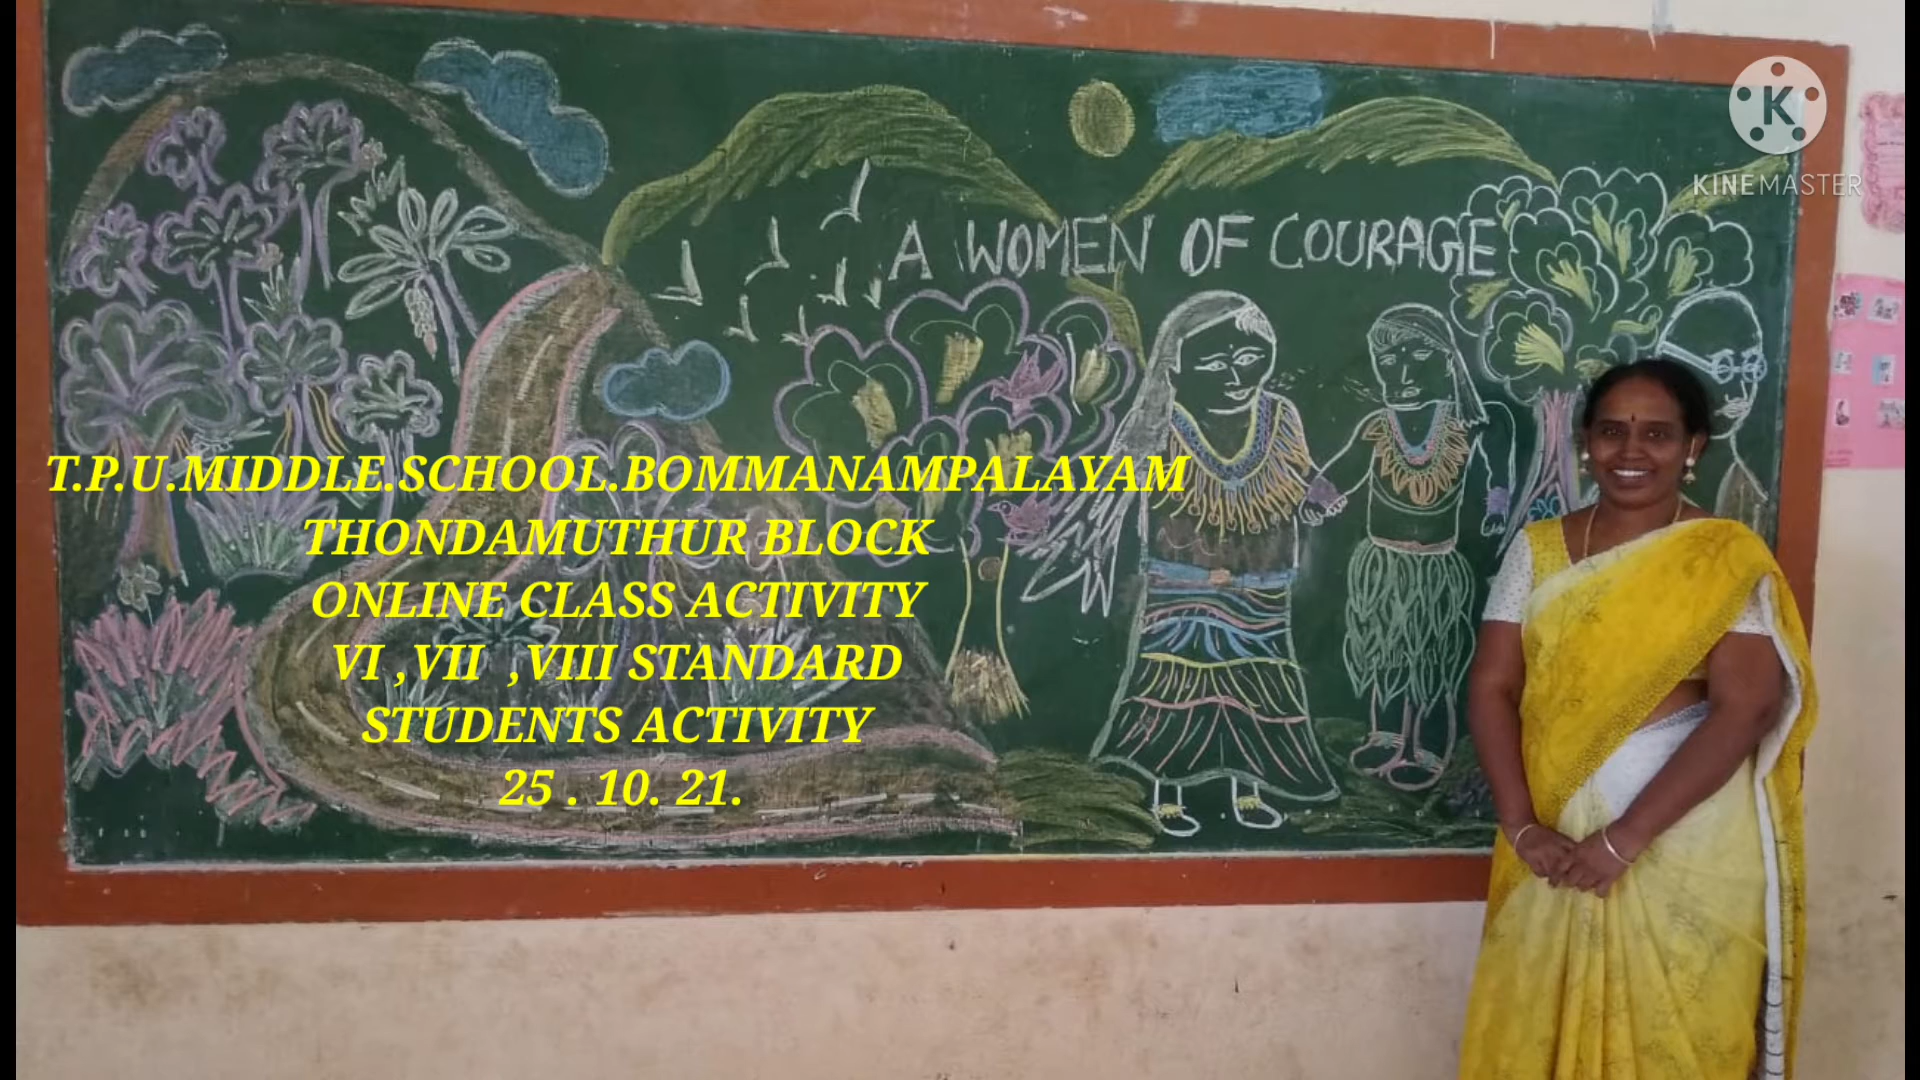 K
KINEMASTER
A WOMEN OF COURAGE
T.P.U.MIDDLE.SCHOOL.BOMMANAMPALAYAM
THONDAMUTHUR BLOCK
ONLINE CLASS ACTIVITY
VI ,VII ,VIII STANDARD
STUDENTS ACTIVITY
25 . 10. 21.